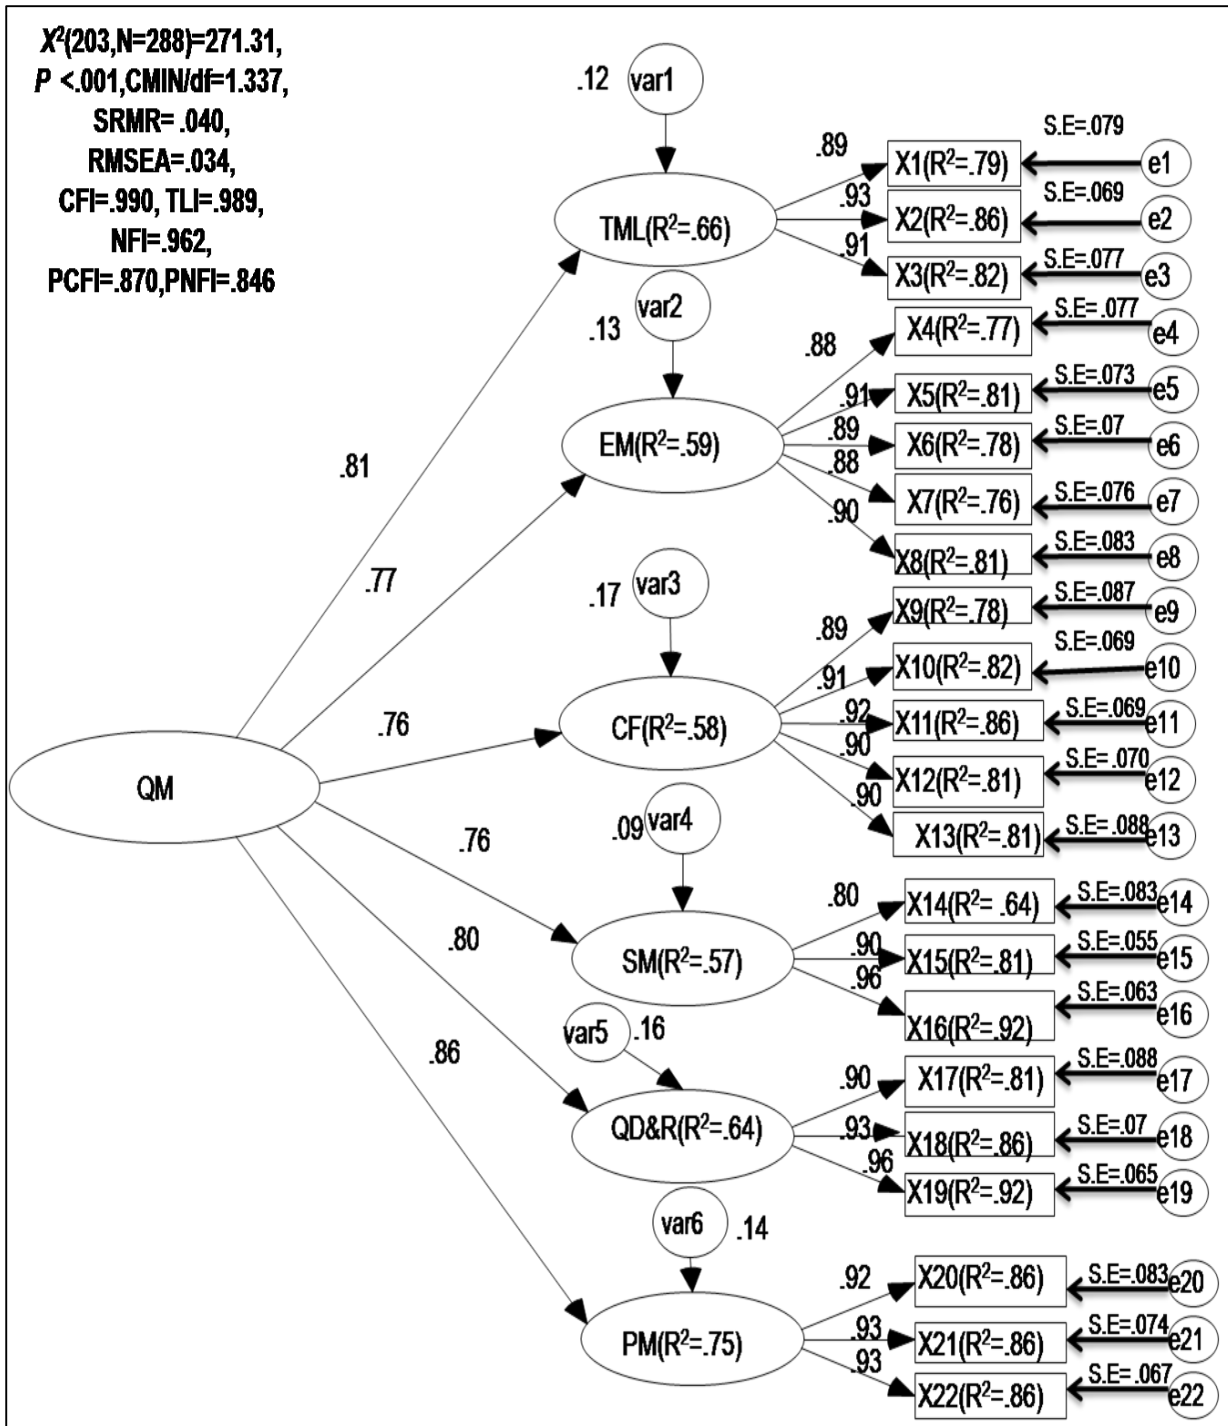 X²(203,N=288)=271.31,
P <.001,CMIN/df=1.337,
SRMR= .040,
RMSEA=.034,
CFI=.990, TLI=.989,
NFI=.962,
PCFI=.870,PNFI=.846
QM
.81
.77
.76
.76
.80
.86
.12
var1
TML(R²=.66)
.89
.93
.91
X1(R²=.79)
S.E=.079
e1
X2(R²=.86)
S.E=.069
e2
X3(R²=.82)
S.E=.077
e3
.13
var2
EM(R²=.59)
.88
.91
.89
.88
.90
X4(R²=.77)
S.E=.077
e4
X5(R²=.81)
S.E=.073
e5
X6(R²=.78)
S.E=.07
e6
X7(R²=.76)
S.E=.076
e7
X8(R²=.81)
S.E=.083
e8
.17
var3
CF(R²=.58)
.89
.91
.92
.90
.90
X9(R²=.78)
S.E=.087
e9
X10(R²=.82)
S.E=.069
e10
X11(R²=.86)
S.E=.069
e11
X12(R²=.81)
S.E=.070
e12
X13(R²=.81)
S.E=.088
e13
.09
var4
SM(R²=.57)
.80
.90
.96
X14(R²= .64)
S.E=.083
e14
X15(R²=.81)
S.E=.055
e15
X16(R²=.92)
S.E=.063
e16
var5
.16
QD&R(R²=.64)
.90
.93
.96
X17(R²=.81)
S.E=.088
e17
X18(R²=.86)
S.E=.07
e18
X19(R²=.92)
S.E=.065
e19
var6
.14
PM(R²=.75)
.92
.93
.93
X20(R²=.86)
S.E=.083
e20
X21(R²=.86)
S.E=.074
e21
X22(R²=.86)
S.E=.067
e22